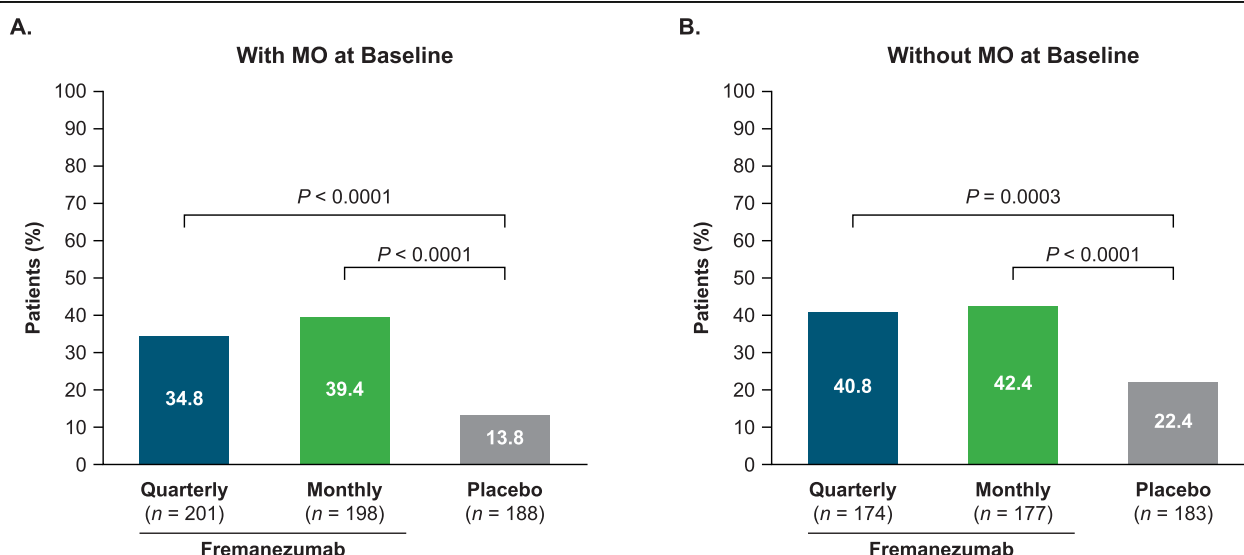 A.
With MO at Baseline
100
90
80
70
60
50
40
30
20
10
0
Patients (%)
P < 0.0001
P < 0.0001
34.8
39.4
13.8
Quarterly Monthly Placebo
(n = 201) (n = 198) (n = 188)
Fremanezumab
B.
Without MO at Baseline
100
90
80
70
60
50
40
30
20
10
0
Patients (%)
P = 0.0003
P < 0.0001
40.8
42.4
22.4
Quarterly Monthly Placebo
(n = 174) (n = 177) (n = 183)
Fremanezumab